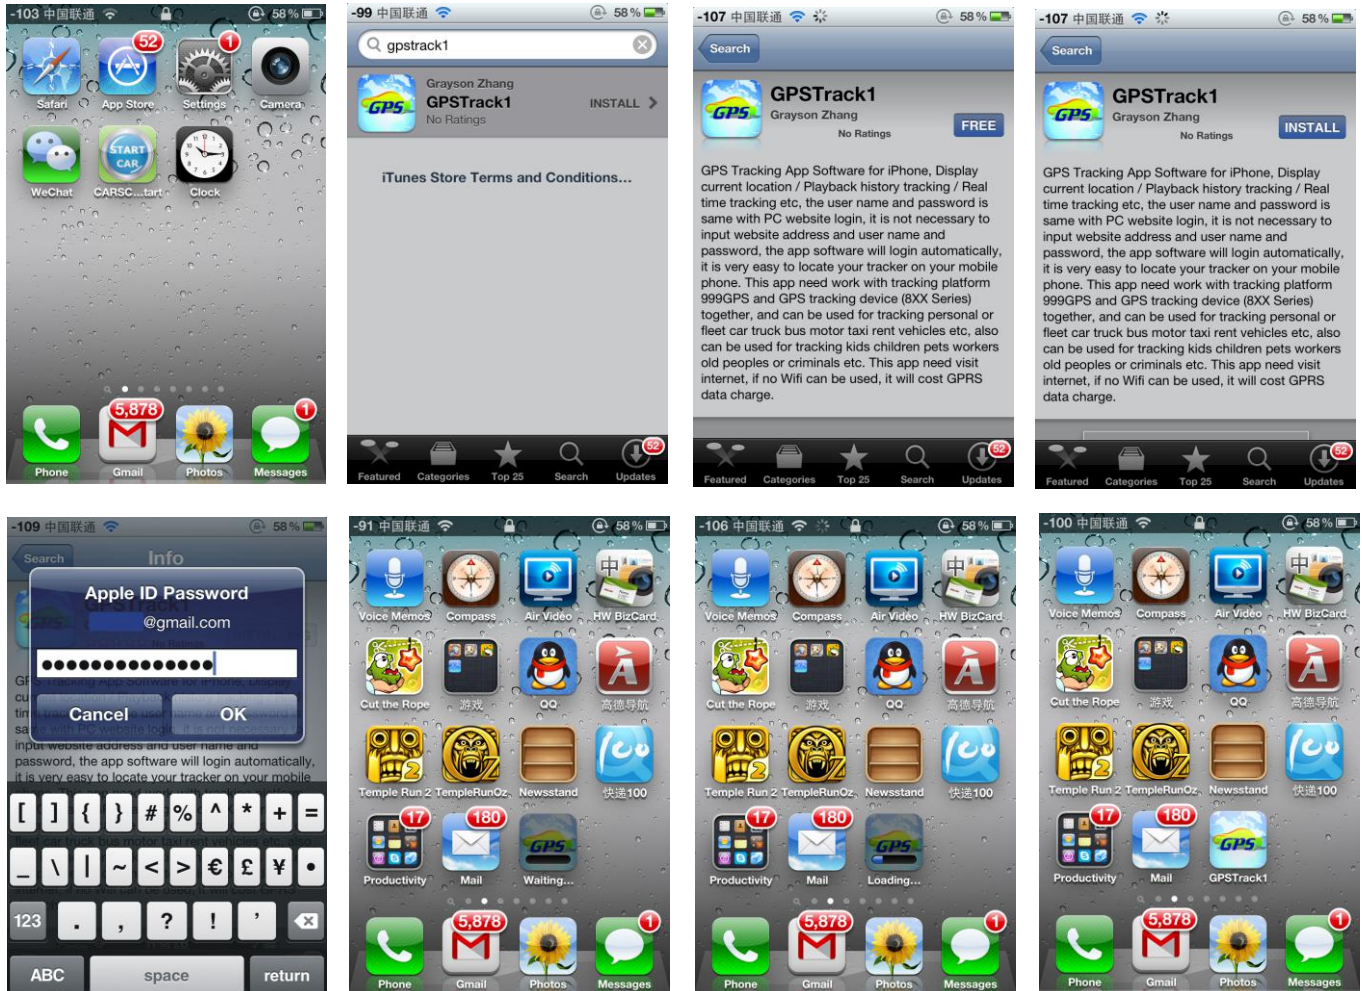 -103 中国联通 58%
52
1
Safari App Store Settings Camera
START CAR
WeChat CARSC...tart Clock
5,878
1
Phone Gmail Photos Messages
-99 中国联通 58%
gpstrack1
Grayson Zhang
GPS
GPSTrack1
INSTALL
No Ratings
iTunes Store Terms and Conditions...
52
Featured Categories Top 25 Search Updates
-107 中国联通 58%
Search
GPS
GPSTrack1
Grayson Zhang
No Ratings
FREE
GPS Tracking App Software for iPhone, Display
current location / Playback history tracking / Real
time tracking etc, the user name and password is
same with PC website login, it is not necessary to
input website address and user name and
password, the app software will login automatically,
it is very easy to locate your tracker on your mobile
phone. This app need work with tracking platform
999GPS and GPS tracking device (8XX Series)
together, and can be used for tracking personal or
fleet car truck bus motor taxi rent vehicles etc, also
can be used for tracking kids children pets workers
old peoples or criminals etc. This app need visit
internet, if no Wifi can be used, it will cost GPRS
data charge.
52
Featured Categories Top 25 Search Updates
-107 中国联通 58%
Search
GPS
GPSTrack1
Grayson Zhang
No Ratings
INSTALL
GPS Tracking App Software for iPhone, Display
current location / Playback history tracking / Real
time tracking etc, the user name and password is
same with PC website login, it is not necessary to
input website address and user name and
password, the app software will login automatically,
it is very easy to locate your tracker on your mobile
phone. This app need work with tracking platform
999GPS and GPS tracking device (8XX Series)
together, and can be used for tracking personal or
fleet car truck bus motor taxi rent vehicles etc, also
can be used for tracking kids children pets workers
old peoples or criminals etc. This app need visit
internet, if no Wifi can be used, it will cost GPRS
data charge.
52
Featured Categories Top 25 Search Updates
-109 中国联通 58%
Search Info
Apple ID Password
@gmail.com
••••••••••••••
Cancel OK
input website address and user name and
password, the app software will login automatically,
it is very easy to locate your tracker on your mobile
[ ] { } # % ^ * + =
_ \ | ~ < > € £ ¥ •
123 . , ? ! '
ABC space return
-91 中国联通 58%
中
Voice Memos Compass Air Video HW BizCard
Cut the Rope 游戏 QQ 高德导航
2
Temple Run 2 TempleRunOz Newsstand 快递100
17
180
GPS
Productivity Mail Waiting...
5,878
1
Phone Gmail Photos Messages
-106 中国联通 58%
中
Voice Memos Compass Air Video HW BizCard
Cut the Rope 游戏 QQ 高德导航
2
Temple Run 2 TempleRunOz Newsstand 快递100
17
180
GPS
Productivity Mail Loading...
5,878
1
Phone Gmail Photos Messages
-100 中国联通 58%
中
Voice Memos Compass Air Video HW BizCard
Cut the Rope 游戏 QQ 高德导航
2
Temple Run 2 TempleRunOz Newsstand 快递100
17
180
GPS
Productivity Mail GPSTrack1
5,878
1
Phone Gmail Photos Messages